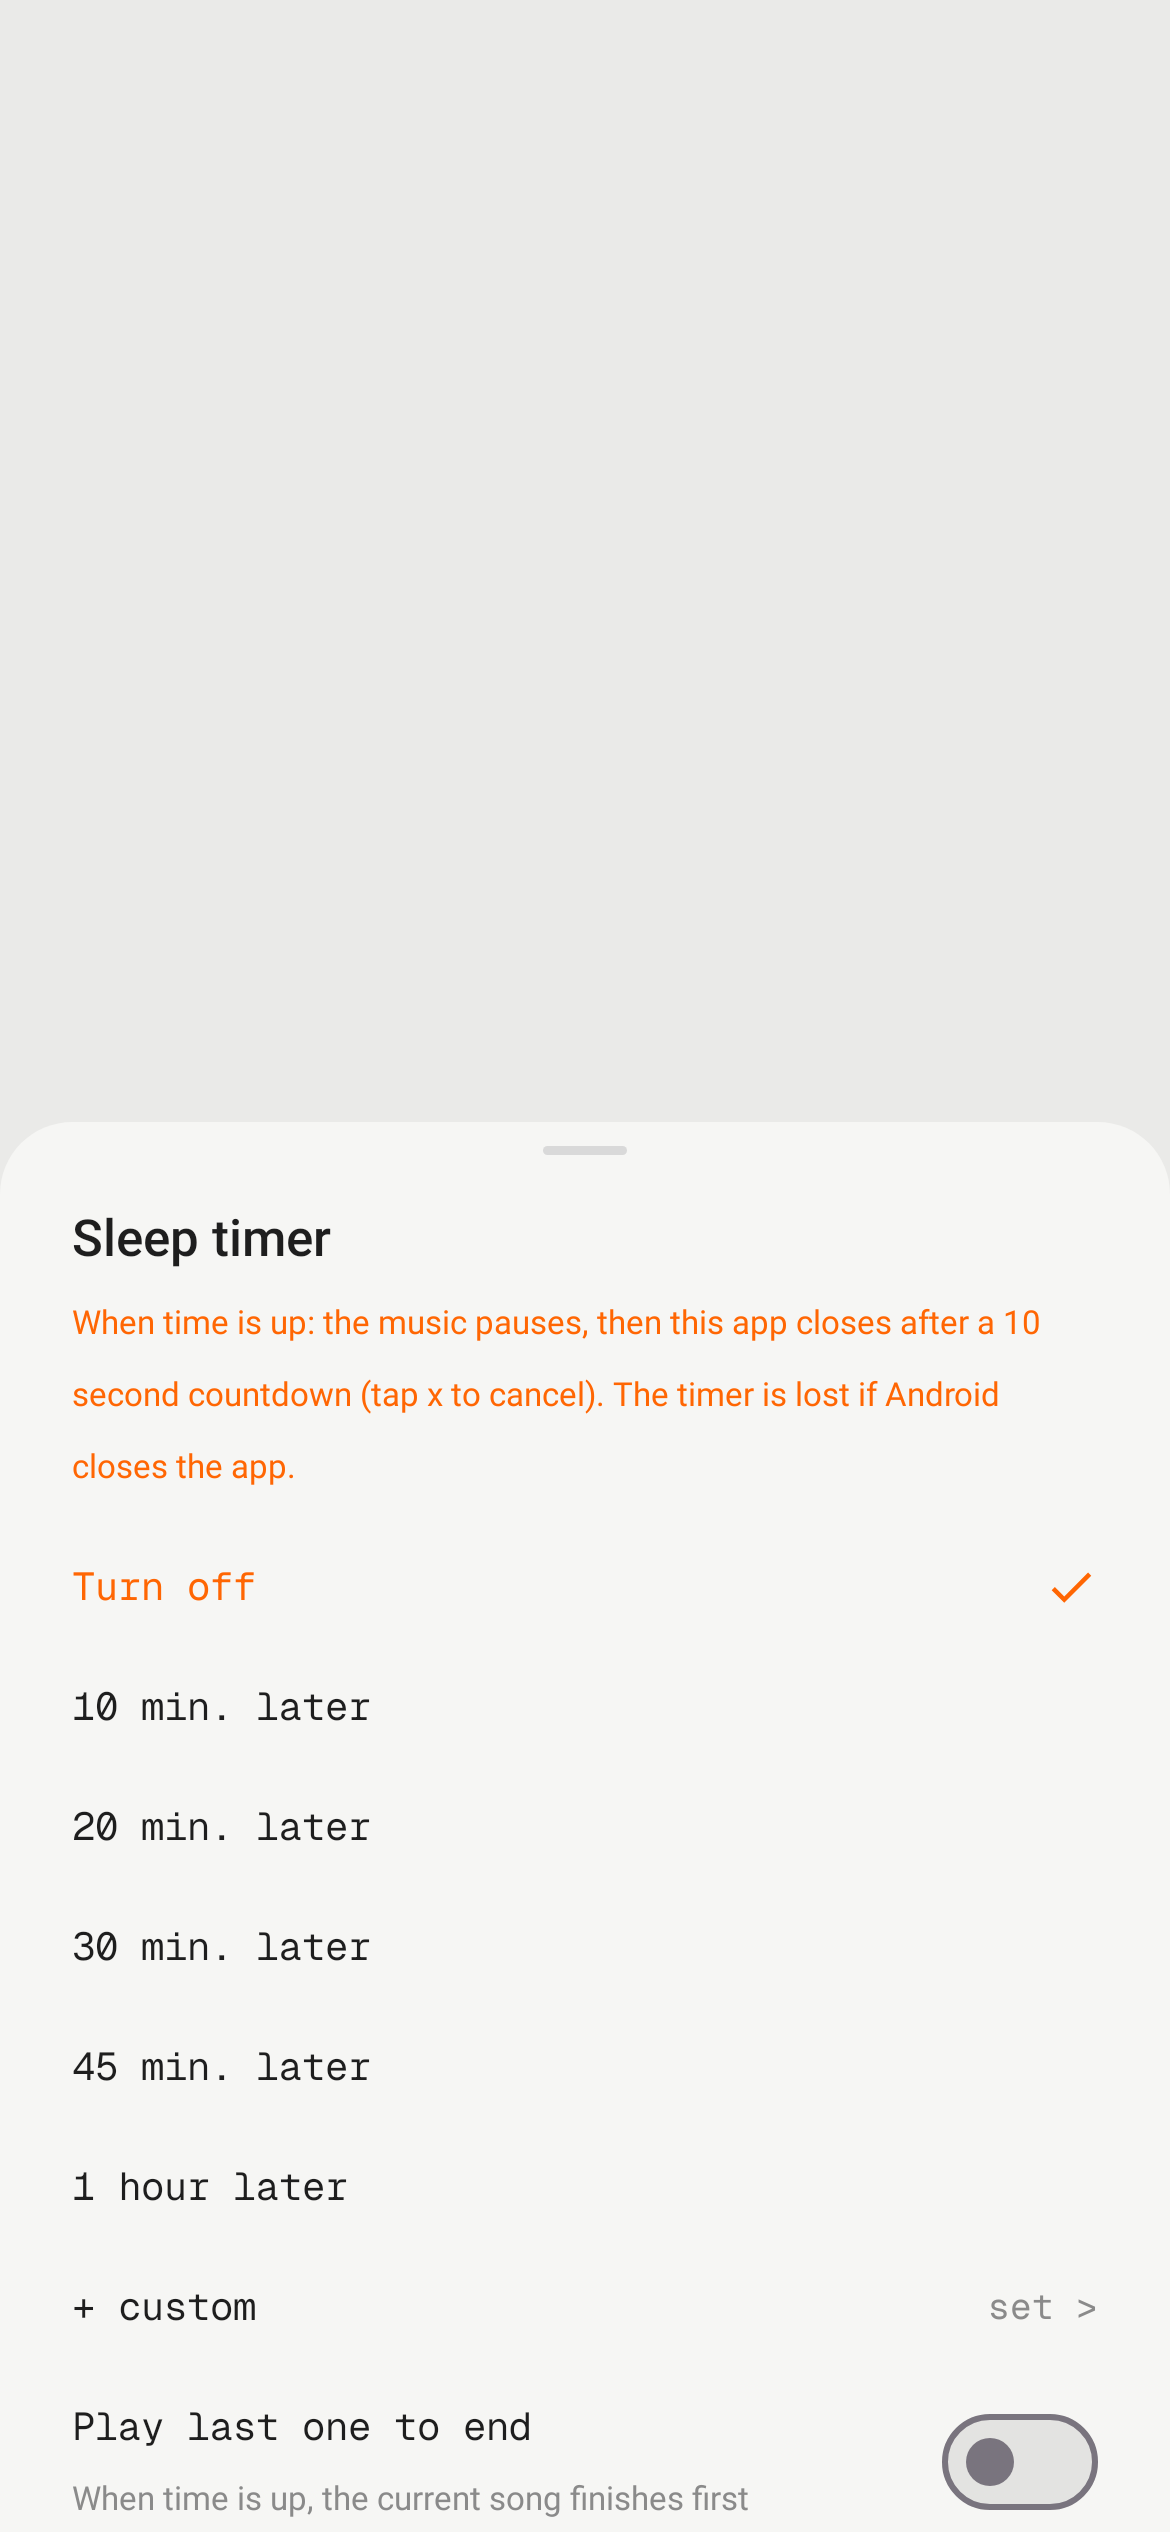 Sleep timer
When time is up: the music pauses, then this app closes after a 10
second countdown (tap x to cancel). The timer is lost if Android
closes the app.
Turn off
10 min. later
20 min. later
30 min. later
45 min. later
1 hour later
+ custom
set >
Play last one to end
When time is up, the current song finishes first